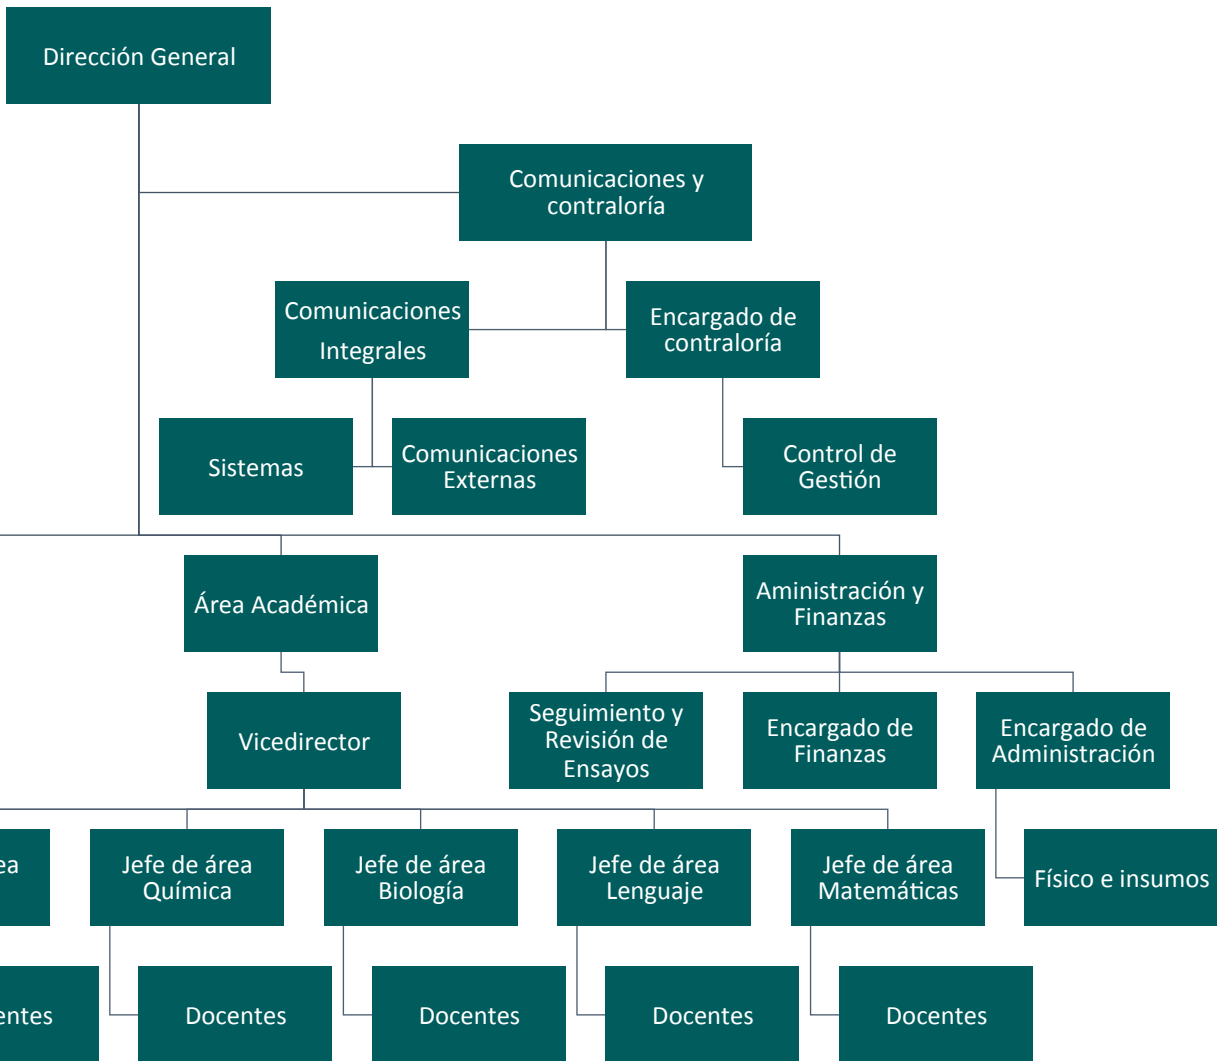 Dirección General
Comunicaciones y
contraloría
Comunicaciones
Integrales
Encargado de
contraloría
Sistemas
Comunicaciones
Externas
Control de
Gestión
Área Académica
Aministración y
Finanzas
Vicedirector
Seguimiento y
Revisión de
Ensayos
Encargado de
Finanzas
Encargado de
Administración
Jefe de área
Química
Jefe de área
Biología
Jefe de área
Lenguaje
Jefe de área
Matemáticas
Físico e insumos
Docentes
Docentes
Docentes
Docentes